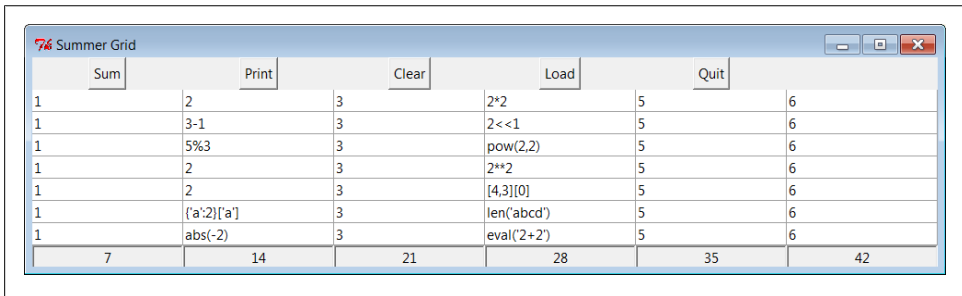 Summer Grid
Sum Print Clear Load Quit
1 2 3 2*2 5 6
1 3-1 3 2<<1 5 6
1 5%3 3 pow(2,2) 5 6
1 2 3 2**2 5 6
1 2 3 [4,3][0] 5 6
1 {'a':2}['a'] 3 len('abcd') 5 6
1 abs(-2) 3 eval('2+2') 5 6
7 14 21 28 35 42